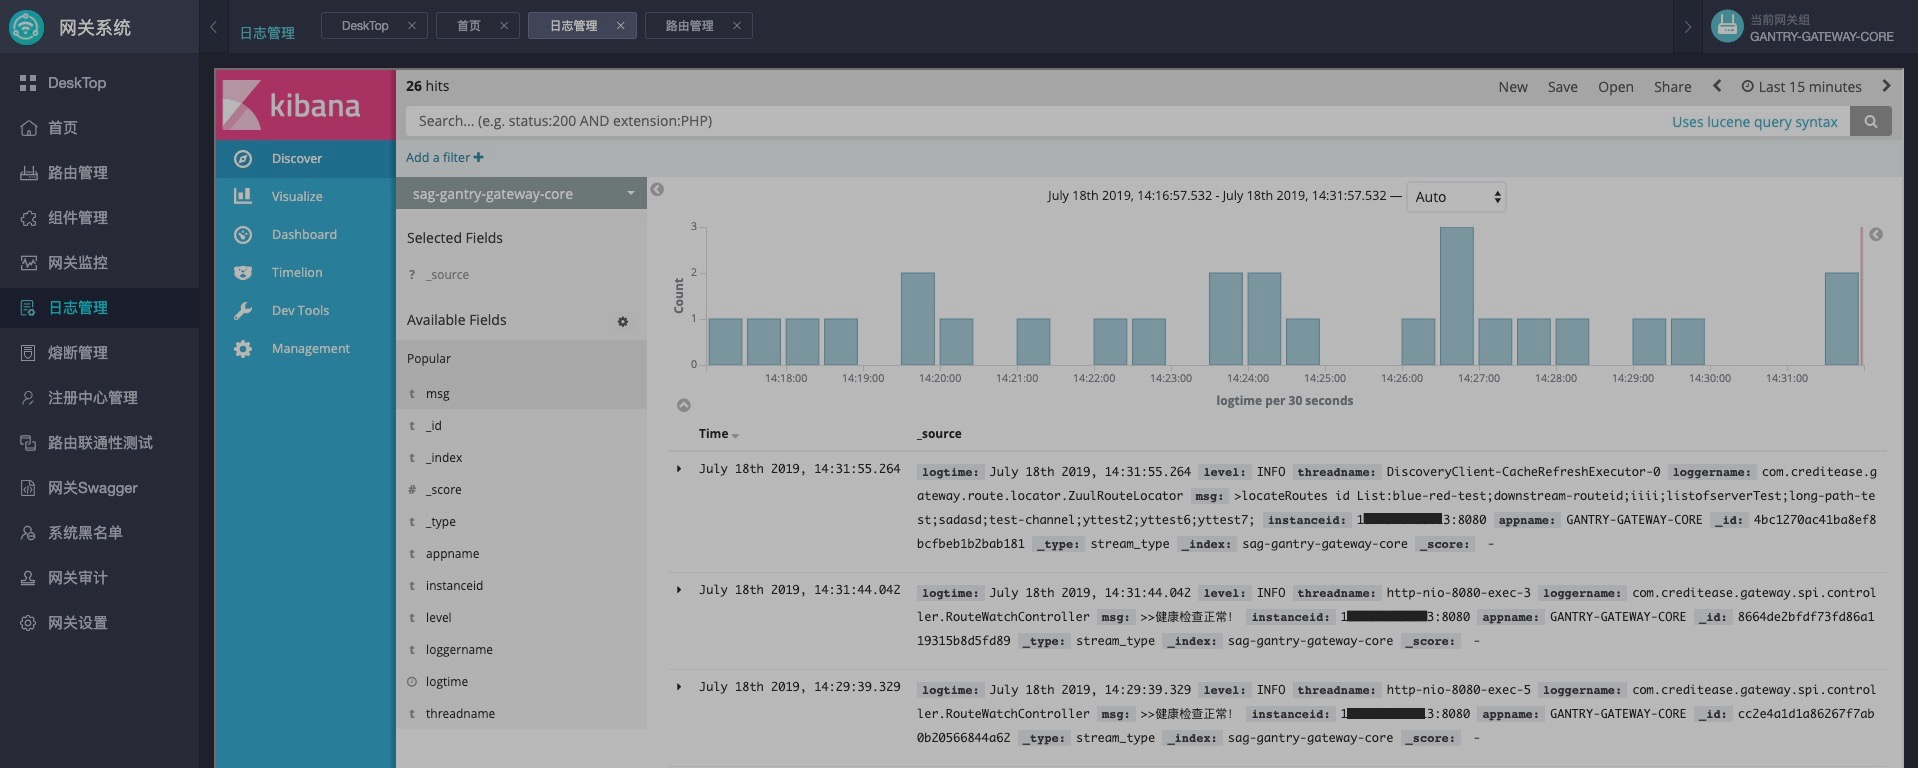 网关系统
日志管理
DeskTop
首页
日志管理
路由管理
当前网关组
GANTRY-GATEWAY-CORE
DeskTop
首页
路由管理
组件管理
网关监控
日志管理
熔断管理
注册中心管理
路由联通性测试
网关Swagger
系统黑名单
网关审计
网关设置
kibana
Discover
Visualize
Dashboard
Timelion
Dev Tools
Management
26 hits
New Save Open Share Last 15 minutes
Search... (e.g. status:200 AND extension:PHP)
Uses lucene query syntax
Add a filter +
sag-gantry-gateway-core
Selected Fields
? _source
Available Fields
Popular
t msg
t _id
t _index
# _score
t _type
t appname
t instanceid
t level
t loggername
logtime
t threadname
July 18th 2019, 14:16:57.532 - July 18th 2019, 14:31:57.532 — Auto
3
2
1
0
Count
14:18:00 14:19:00 14:20:00 14:21:00 14:22:00 14:23:00 14:24:00 14:25:00 14:26:00 14:27:00 14:28:00 14:29:00 14:30:00 14:31:00
logtime per 30 seconds
Time _source
July 18th 2019, 14:31:55.264
logtime: July 18th 2019, 14:31:55.264 level: INFO threadname: DiscoveryClient-CacheRefreshExecutor-0 loggername: com.creditease.g
ateway.route.locator.ZuulRouteLocator msg: >locateRoutes id List:blue-red-test;downstream-routeid;iiii;listofserverTest;long-path-te
st;sadasd;test-channel;yttest2;yttest6;yttest7; instanceid: 1 3:8080 appname: GANTRY-GATEWAY-CORE _id: 4bc1270ac41ba8ef8
bcfbeb1b2bab181 _type: stream_type _index: sag-gantry-gateway-core _score: -
July 18th 2019, 14:31:44.042
logtime: July 18th 2019, 14:31:44.042 level: INFO threadname: http-nio-8080-exec-3 loggername: com.creditease.gateway.spi.control
ler.RouteWatchController msg: >>健康检查正常! instanceid: 1 3:8080 appname: GANTRY-GATEWAY-CORE _id: 8664de2bfdf73fd86a1
19315b8d5fd89 _type: stream_type _index: sag-gantry-gateway-core _score: -
July 18th 2019, 14:29:39.329
logtime: July 18th 2019, 14:29:39.329 level: INFO threadname: http-nio-8080-exec-5 loggername: com.creditease.gateway.spi.control
ler.RouteWatchController msg: >>健康检查正常! instanceid: 1 3:8080 appname: GANTRY-GATEWAY-CORE _id: cc2e4a1d1a86267f7ab
0b20566844a62 _type: stream_type _index: sag-gantry-gateway-core _score: -